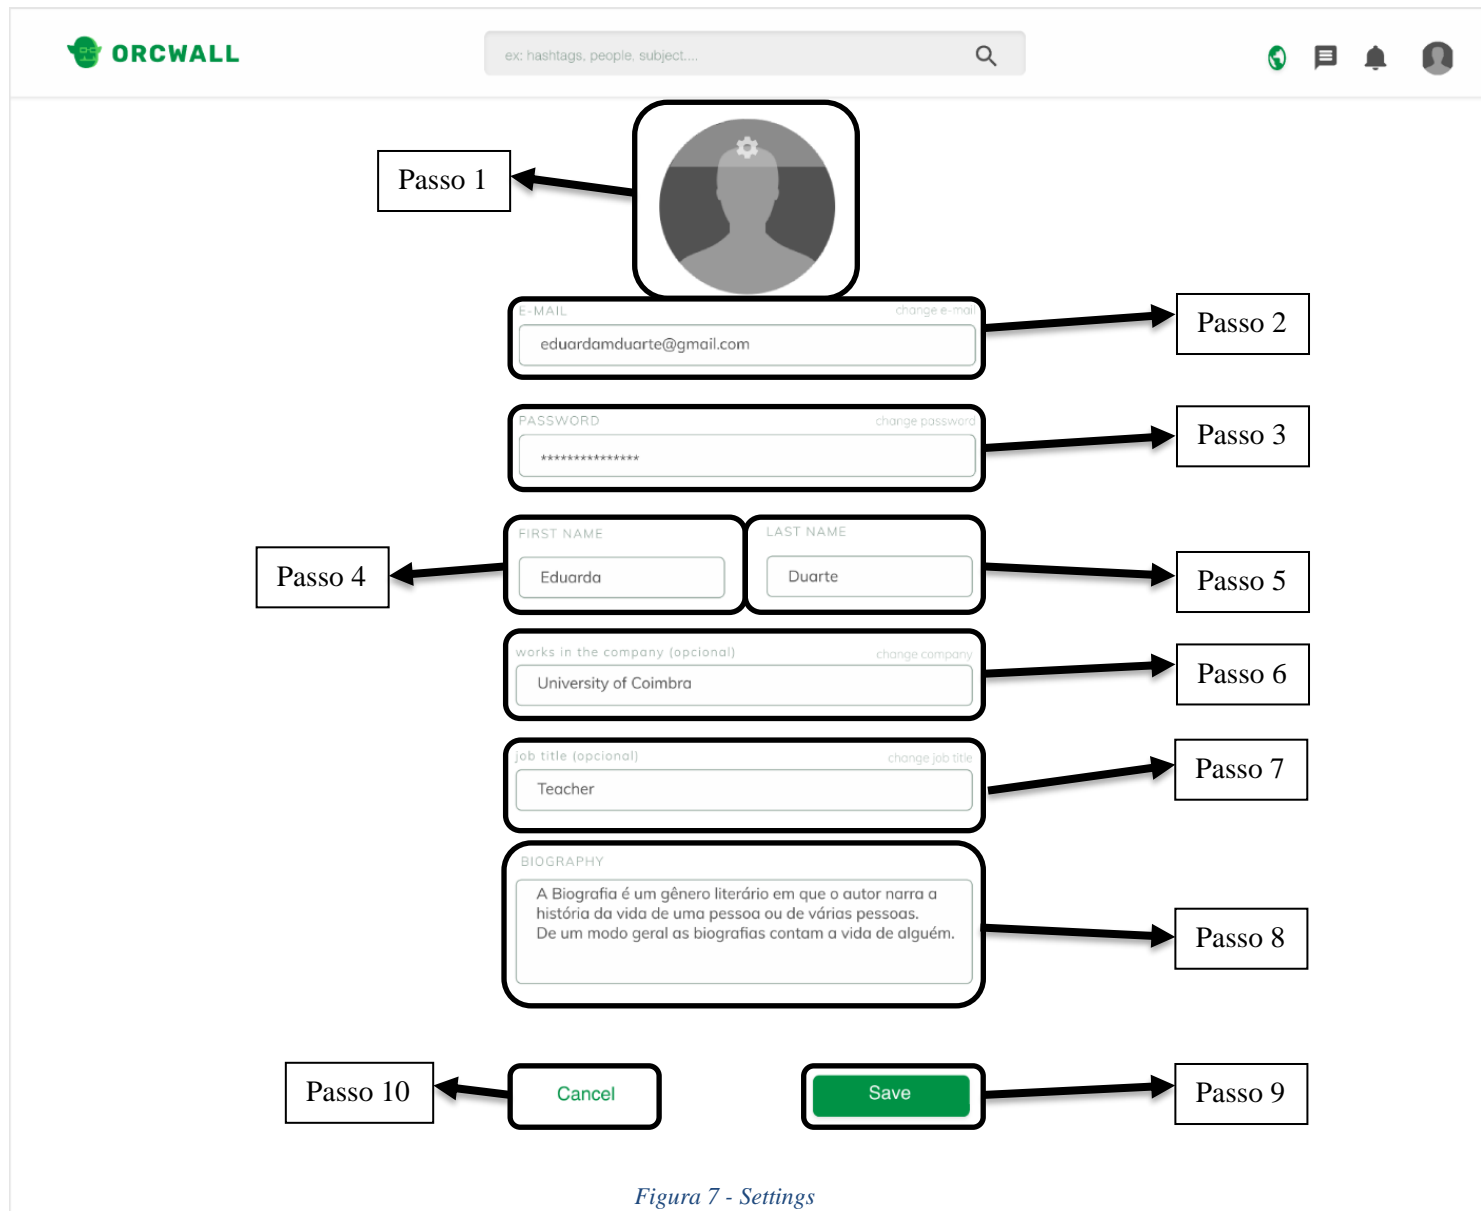 ORCWALL
ex: hashtags, people, subject....
Passo 1
E-MAIL change e-mail
eduardamduarte@gmail.com
Passo 2
PASSWORD change password
***************
Passo 3
FIRST NAME LAST NAME
Eduarda Duarte
Passo 4
Passo 5
works in the company (opcional) change company
University of Coimbra
Passo 6
job title (opcional) change job title
Teacher
Passo 7
BIOGRAPHY
A Biografia é um gênero literário em que o autor narra a
história da vida de uma pessoa ou de várias pessoas.
De um modo geral as biografias contam a vida de alguém.
Passo 8
Passo 10
Cancel
Save
Passo 9
Figura 7 - Settings